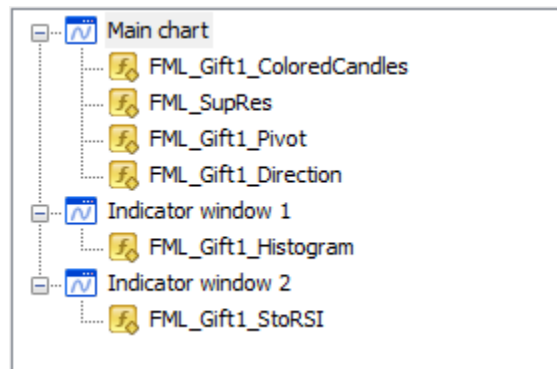 Main chart
FML_Gift1_ColoredCandles
FML_SupRes
FML_Gift1_Pivot
FML_Gift1_Direction
Indicator window 1
FML_Gift1_Histogram
Indicator window 2
FML_Gift1_StoRSI